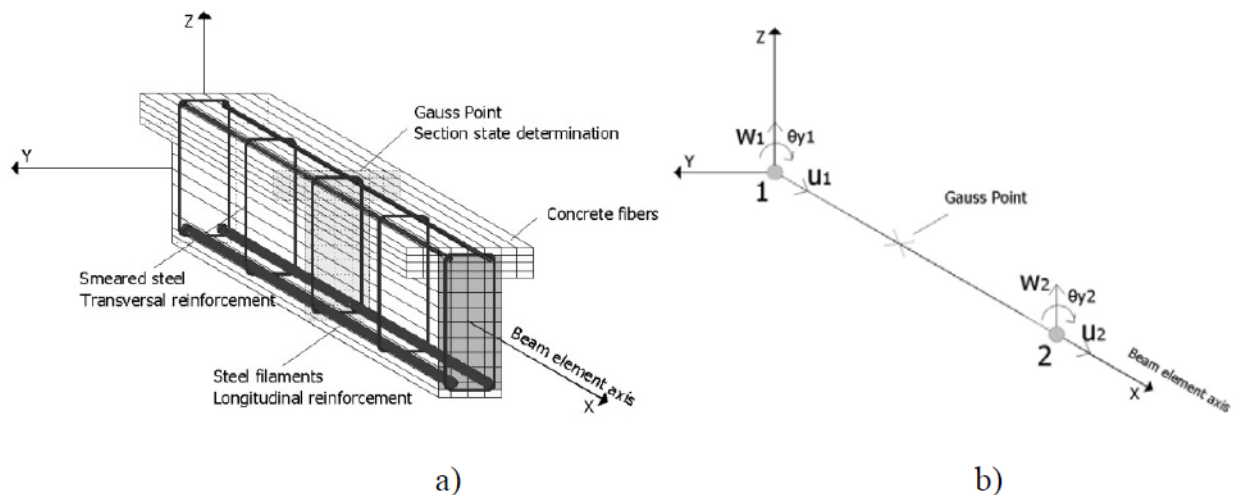 Z
Gauss Point
Section state determination
Y
Concrete fibers
Smeared steel
Transversal reinforcement
Steel filaments
Longitudinal reinforcement
Beam element axis
X
a)
Z
W1
θy1
Y
1
u1
Gauss Point
W2
θy2
u2
2
Beam element axis
X
b)